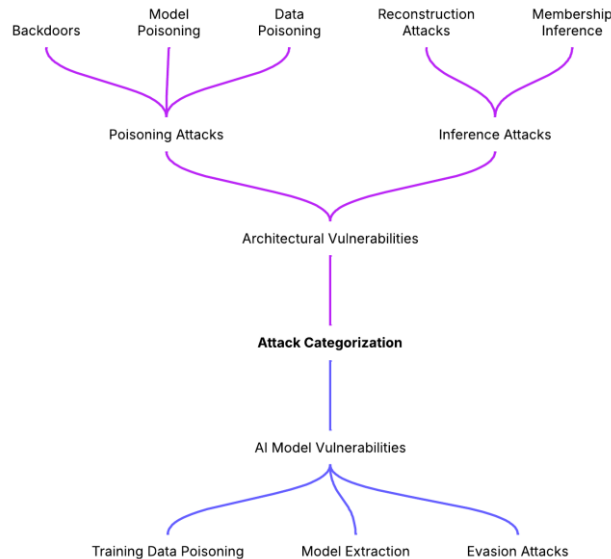 Backdoors
Model
Poisoning
Data
Poisoning
Reconstruction
Attacks
Membership
Inference
Poisoning Attacks
Inference Attacks
Architectural Vulnerabilities
Attack Categorization
AI Model Vulnerabilities
Training Data Poisoning
Model Extraction
Evasion Attacks